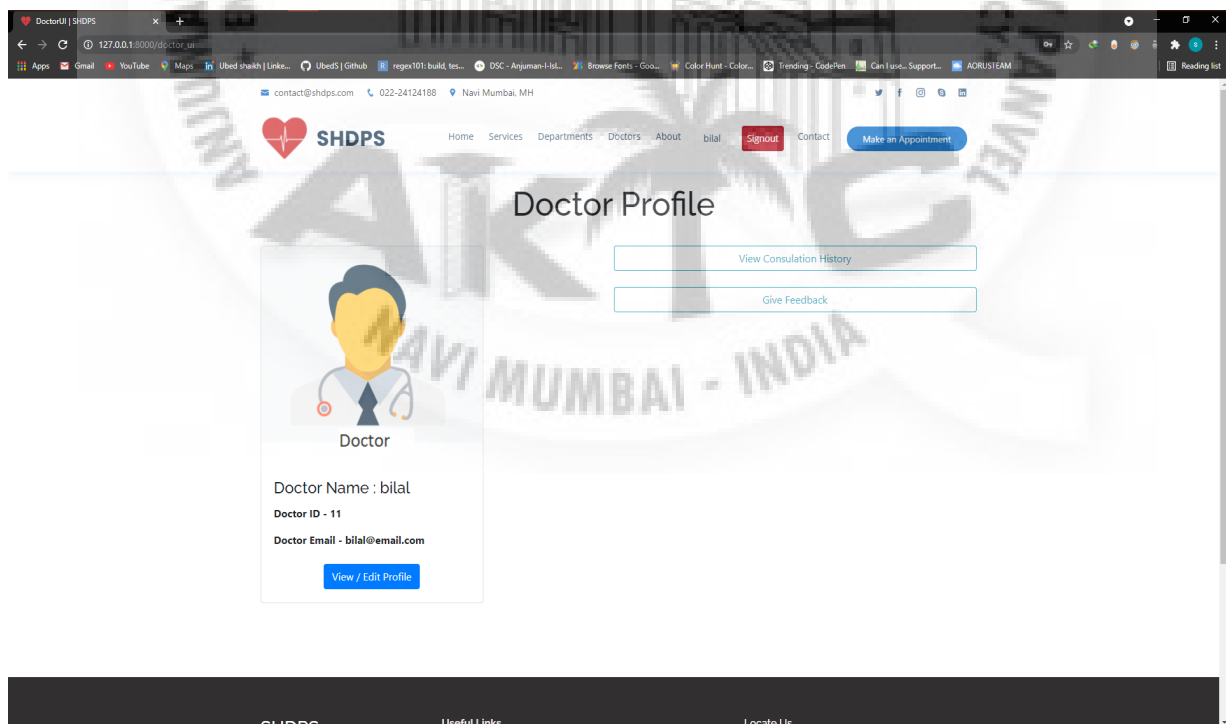 DoctorUI | SHDPS
127.0.0.1:8000/doctor_ui
Apps Gmail YouTube Maps Ubed shaikh | Linke... UbedS | Github regex101: build, tes... DSC - Anjuman-I-Isl... Browse Fonts - Goo... Color Hunt - Color... Trending - CodePen Can I use... Support... AORUSTEAM Reading list
contact@shdps.com 022-24124188 Navi Mumbai, MH
SHDPS Home Services Departments Doctors About bilal Signout Contact Make an Appointment
Doctor Profile
View Consulation History
Give Feedback
Doctor
Doctor Name : bilal
Doctor ID - 11
Doctor Email - bilal@email.com
View / Edit Profile
AKTC
NAVI MUMBAI - INDIA
SHDPS Useful Links Locate Us